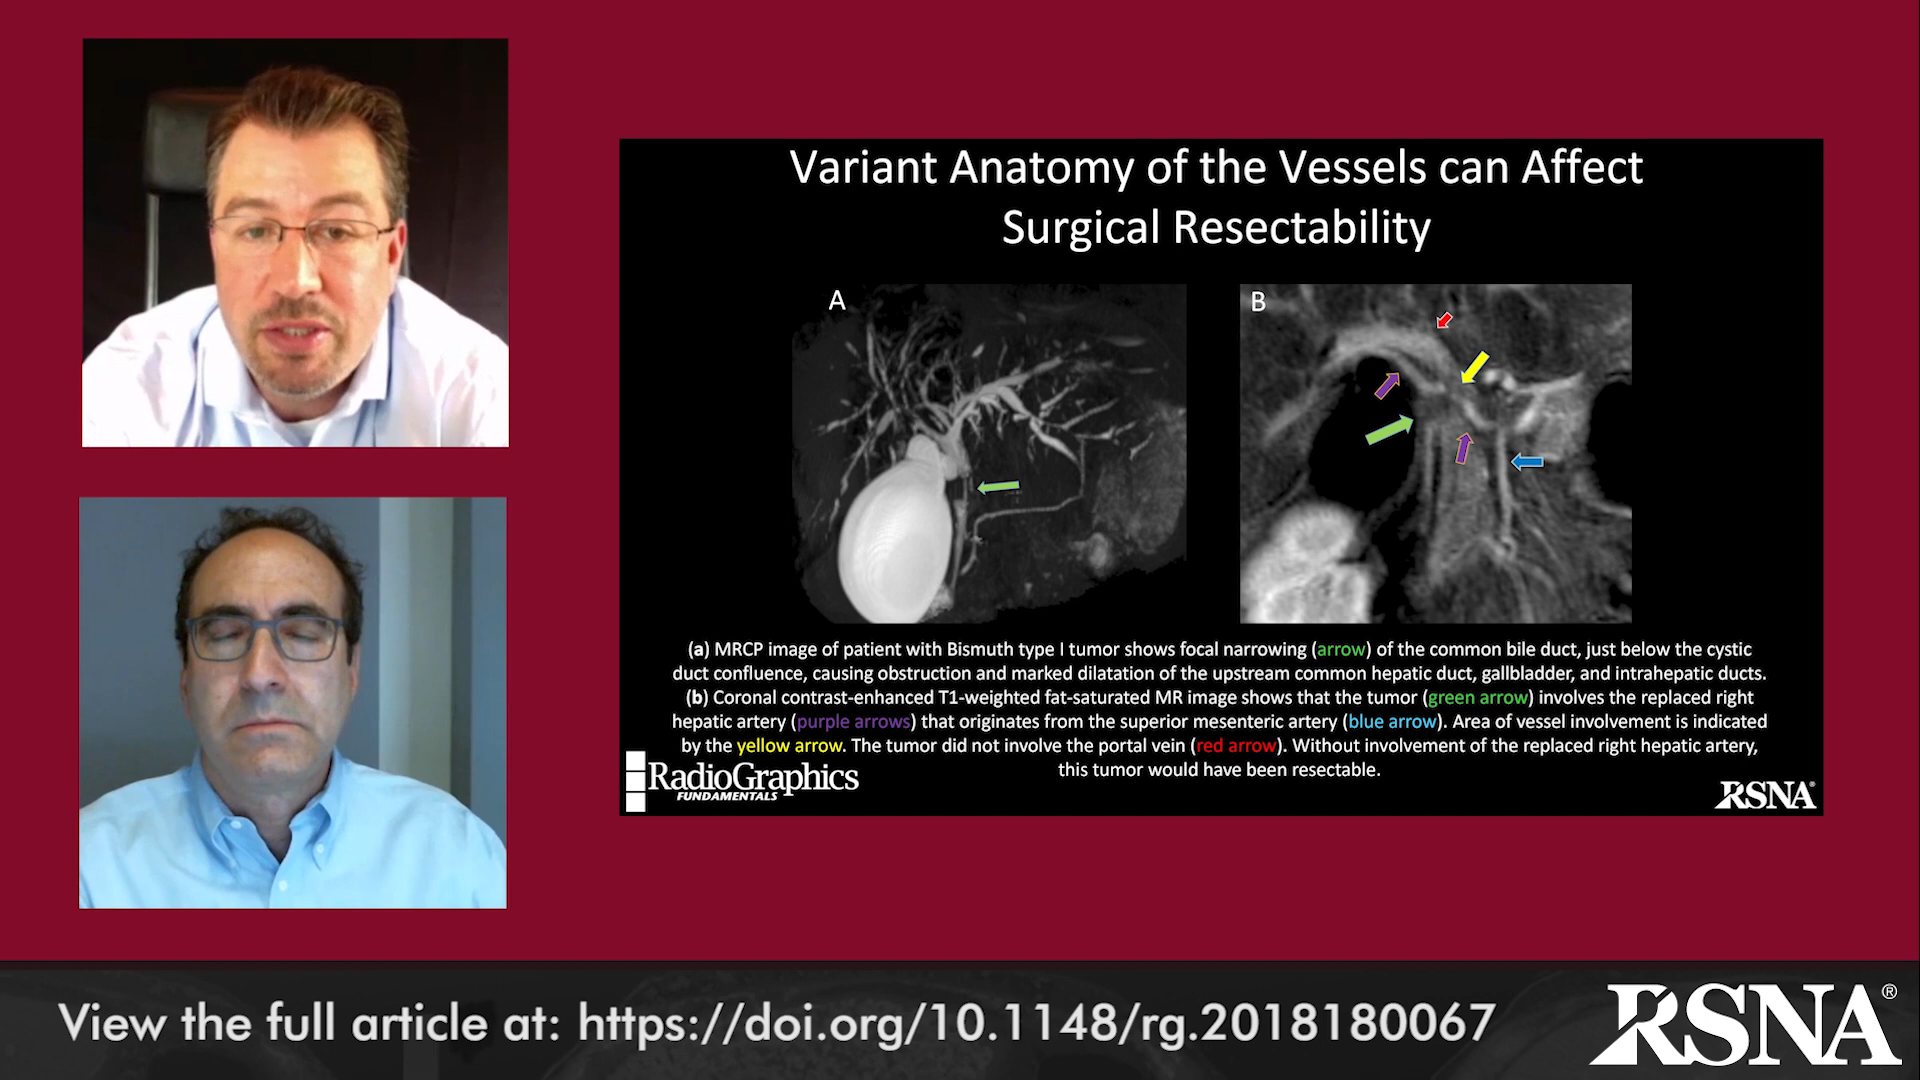 Variant Anatomy of the Vessels can Affect
Surgical Resectability
A
B
(a) MRCP image of patient with Bismuth type I tumor shows focal narrowing (arrow) of the common bile duct, just below the cystic
duct confluence, causing obstruction and marked dilatation of the upstream common hepatic duct, gallbladder, and intrahepatic ducts.
(b) Coronal contrast-enhanced T1-weighted fat-saturated MR image shows that the tumor (green arrow) involves the replaced right
hepatic artery (purple arrows) that originates from the superior mesenteric artery (blue arrow). Area of vessel involvement is indicated
by the yellow arrow. The tumor did not involve the portal vein (red arrow). Without involvement of the replaced right hepatic artery,
this tumor would have been resectable.
RadioGraphics
FUNDAMENTALS
RSNA®
View the full article at: https://doi.org/10.1148/rg.2018180067
RSNA®